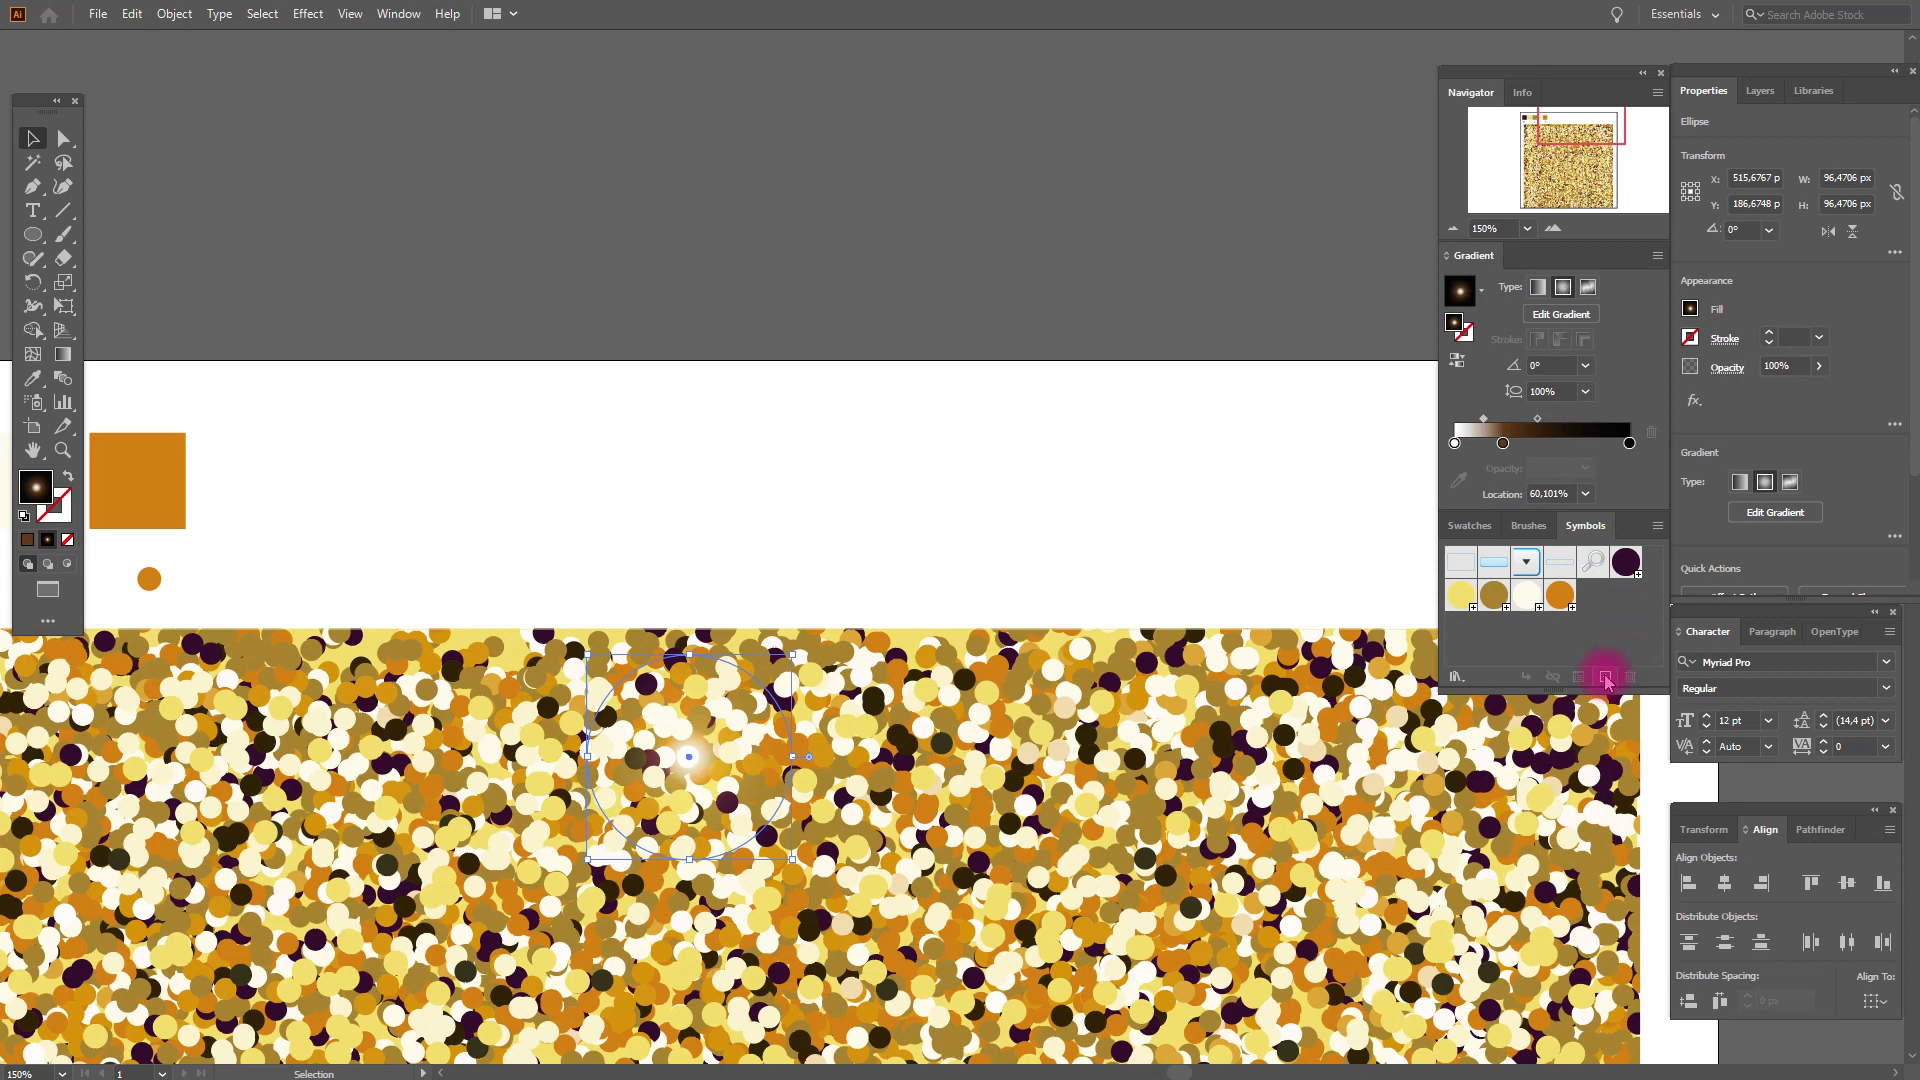 Ai File Edit Object Type Select Effect View Window Help Essentials Search Adobe Stock
Navigator Info
150%
Gradient
Type:
Edit Gradient
Stroke:
0°
100%
Opacity:
Location: 60,101%
Swatches Brushes Symbols
Properties Layers Libraries
Ellipse
Transform
X: 515,6767 p W: 96,4706 px
Y: 186,6748 p H: 96,4706 px
0°
Appearance
Fill
Stroke
Opacity 100%
fx.
Gradient
Type:
Edit Gradient
Quick Actions
Character Paragraph OpenType
Myriad Pro
Regular
12 pt (14,4 pt)
Auto 0
Transform Align Pathfinder
Align Objects:
Distribute Objects:
Distribute Spacing: Align To:
0 px
150% 1 Selection